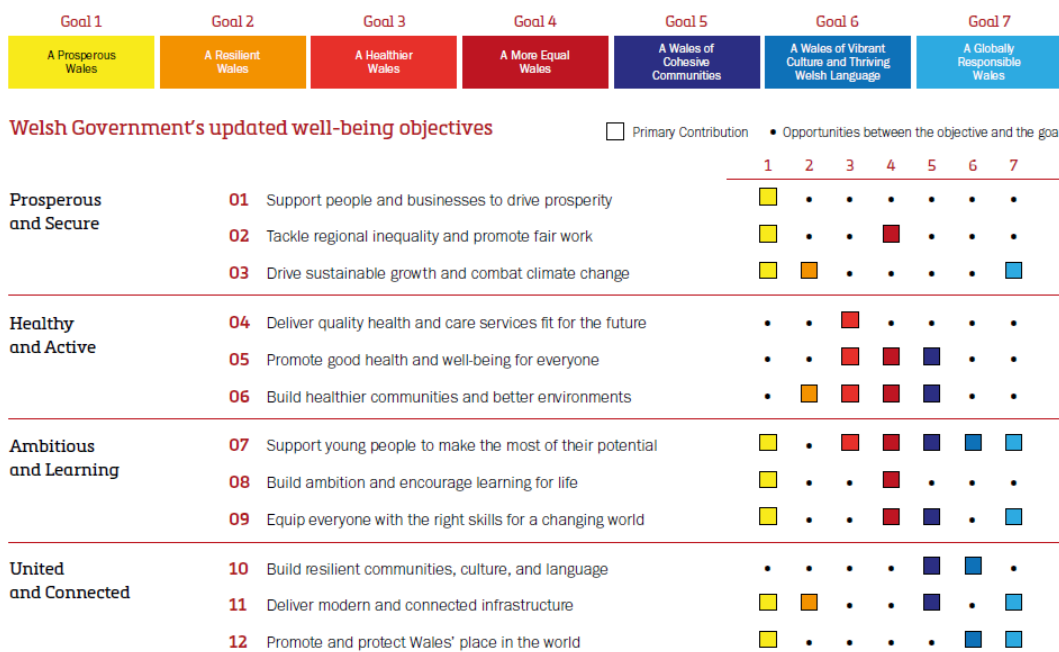 Goal 1 Goal 2 Goal 3 Goal 4 Goal 5 Goal 6 Goal 7
A Prosperous
Wales
A Resilient
Wales
A Healthier
Wales
A More Equal
Wales
A Wales of
Cohesive
Communities
A Wales of Vibrant
Culture and Thriving
Welsh Language
A Globally
Responsible
Wales
Welsh Government's updated well-being objectives
Primary Contribution • Opportunities between the objective and the goa
1 2 3 4 5 6 7
Prosperous
and Secure
01 Support people and businesses to drive prosperity
02 Tackle regional inequality and promote fair work
03 Drive sustainable growth and combat climate change
Healthy
and Active
04 Deliver quality health and care services fit for the future
05 Promote good health and well-being for everyone
06 Build healthier communities and better environments
Ambitious
and Learning
07 Support young people to make the most of their potential
08 Build ambition and encourage learning for life
09 Equip everyone with the right skills for a changing world
United
and Connected
10 Build resilient communities, culture, and language
11 Deliver modern and connected infrastructure
12 Promote and protect Wales' place in the world